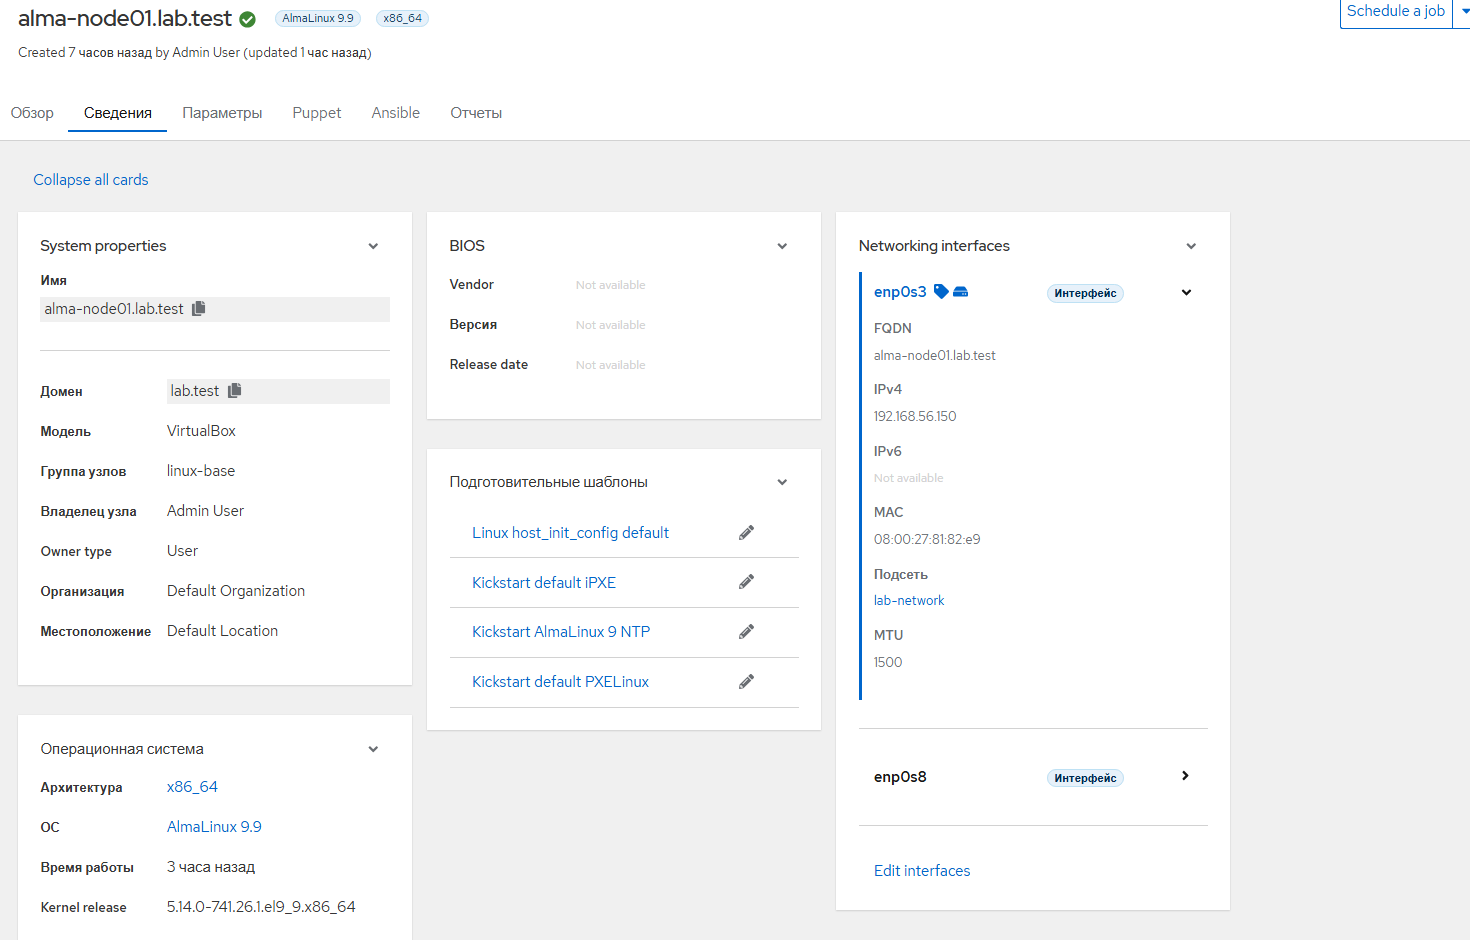 alma-node01.lab.test
AlmaLinux 9.9
x86_64
Schedule a job
Created 7 часов назад by Admin User (updated 1 час назад)
Обзор
Сведения
Параметры
Puppet
Ansible
Отчеты
Collapse all cards
System properties
Имя
alma-node01.lab.test
Домен
lab.test
Модель
VirtualBox
Группа узлов
linux-base
Владелец узла
Admin User
Owner type
User
Организация
Default Organization
Местоположение
Default Location
Операционная система
Архитектура
x86_64
ОС
AlmaLinux 9.9
Время работы
3 часа назад
Kernel release
5.14.0-741.26.1.el9_9.x86_64
BIOS
Vendor
Not available
Версия
Not available
Release date
Not available
Подготовительные шаблоны
Linux host_init_config default
Kickstart default iPXE
Kickstart AlmaLinux 9 NTP
Kickstart default PXELinux
Networking interfaces
enp0s3
Интерфейс
FQDN
alma-node01.lab.test
IPv4
192.168.56.150
IPv6
Not available
MAC
08:00:27:81:82:e9
Подсеть
lab-network
MTU
1500
enp0s8
Интерфейс
Edit interfaces